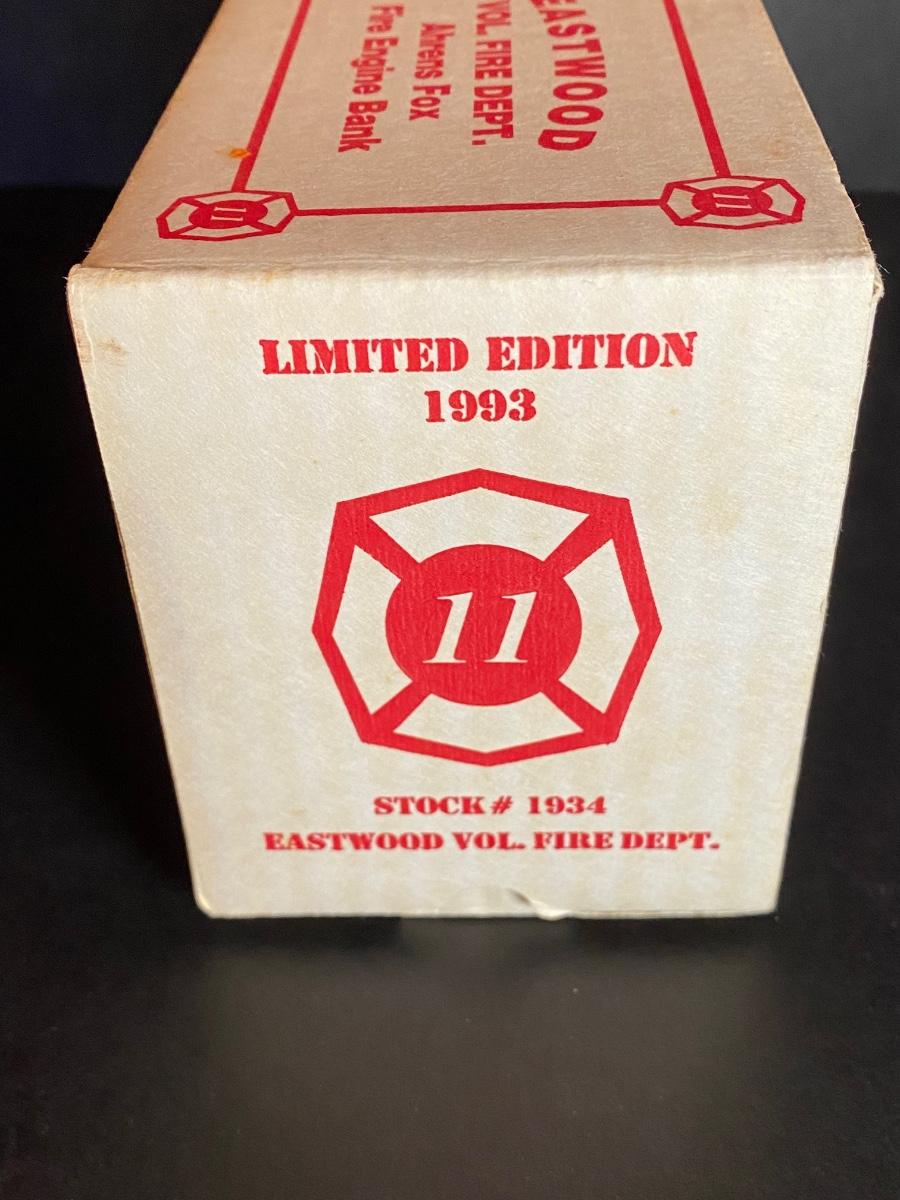 EASTWOOD
VOL. FIRE DEPT.
Ahrens Fox
Fire Engine Bank
11
11
LIMITED EDITION
1993
11
STOCK# 1934
EASTWOOD VOL. FIRE DEPT.